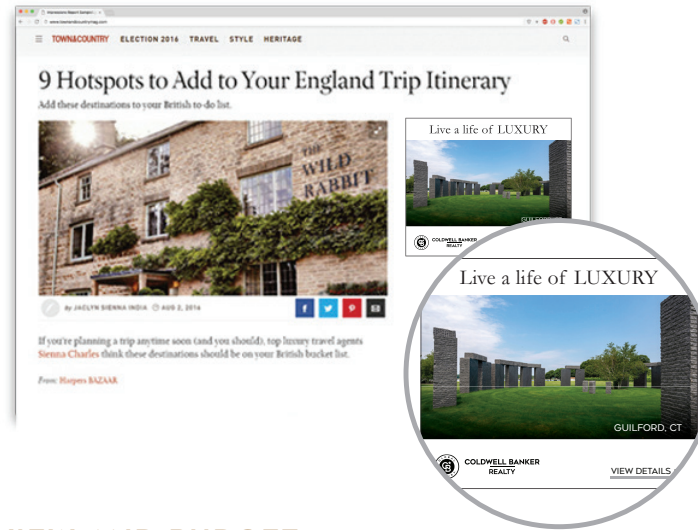 www.townandcountrymag.com
TOWN&COUNTRY ELECTION 2016 TRAVEL STYLE HERITAGE
9 Hotspots to Add to Your England Trip Itinerary
Add these destinations to your British to-do list.
THE
WILD
RABBIT
By JACLYN SIENNA INDIA AUG 2, 2016
If you're planning a trip anytime soon (and you should), top luxury travel agents
Sienna Charles think these destinations should be on your British bucket list.
From: Harpers BAZAAR
Live a life of LUXURY
COLDWELL BANKER
REALTY
Live a life of LUXURY
GUILFORD, CT
COLDWELL BANKER
REALTY
VIEW DETAILS